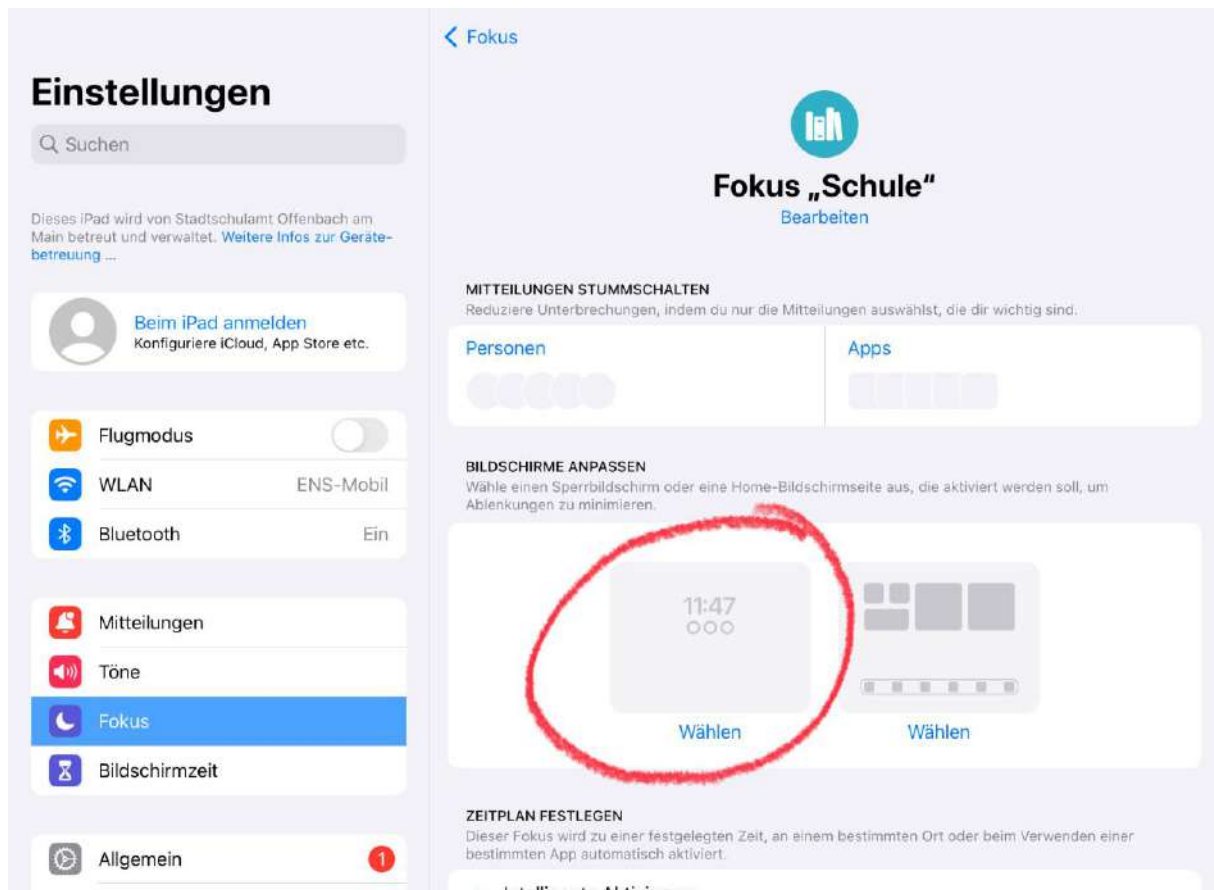 Einstellungen
Suchen
Dieses iPad wird von Stadtschulamt Offenbach am
Main betreut und verwaltet. Weitere Infos zur Geräte-
betreuung ...
Beim iPad anmelden
Konfiguriere iCloud, App Store etc.
Flugmodus
WLAN ENS-Mobil
Bluetooth Ein
Mitteilungen
Töne
Fokus
Bildschirmzeit
Allgemein 1
Fokus
Fokus „Schule“
Bearbeiten
MITTEILUNGEN STUMMSCHALTEN
Reduziere Unterbrechungen, indem du nur die Mitteilungen auswählst, die dir wichtig sind.
Personen Apps
BILDSCHIRME ANPASSEN
Wähle einen Sperrbildschirm oder eine Home-Bildschirmseite aus, die aktiviert werden soll, um
Ablenkungen zu minimieren.
11:47
Wählen Wählen
ZEITPLAN FESTLEGEN
Dieser Fokus wird zu einer festgelegten Zeit, an einem bestimmten Ort oder beim Verwenden einer
bestimmten App automatisch aktiviert.